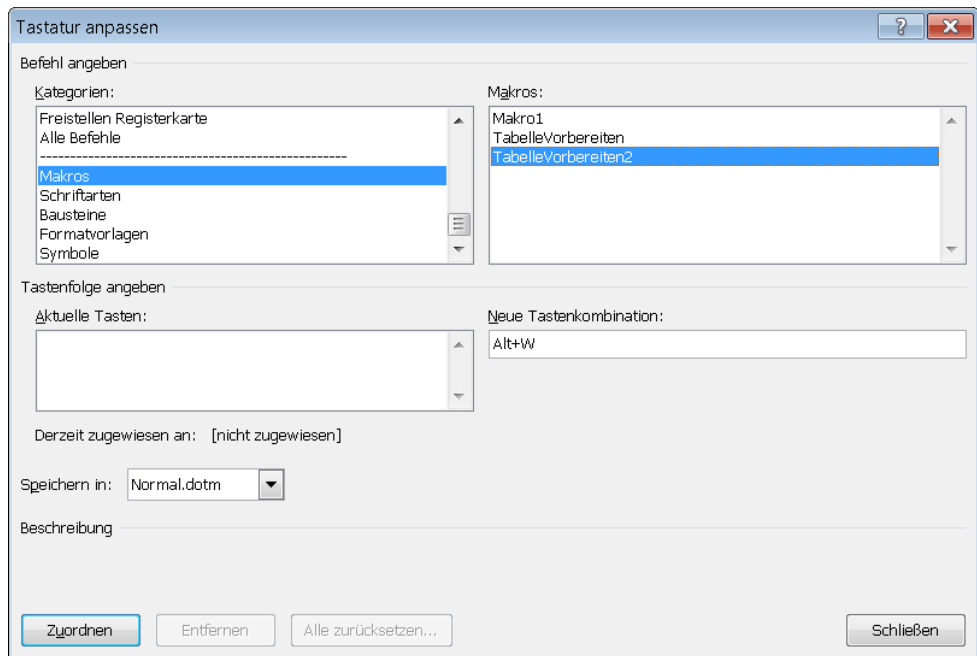 Tastatur anpassen
Befehl angeben
Kategorien:
Freistellen Registerkarte
Alle Befehle
--------------------------------------------------
Makros
Schriftarten
Bausteine
Formatvorlagen
Symbole
Makros:
Makro1
TabelleVorbereiten
TabelleVorbereiten2
Tastenfolge angeben
Aktuelle Tasten:
Neue Tastenkombination:
Alt+W
Derzeit zugewiesen an: [nicht zugewiesen]
Speichern in: Normal.dotm
Beschreibung
Zuordnen Entfernen Alle zurücksetzen... Schließen